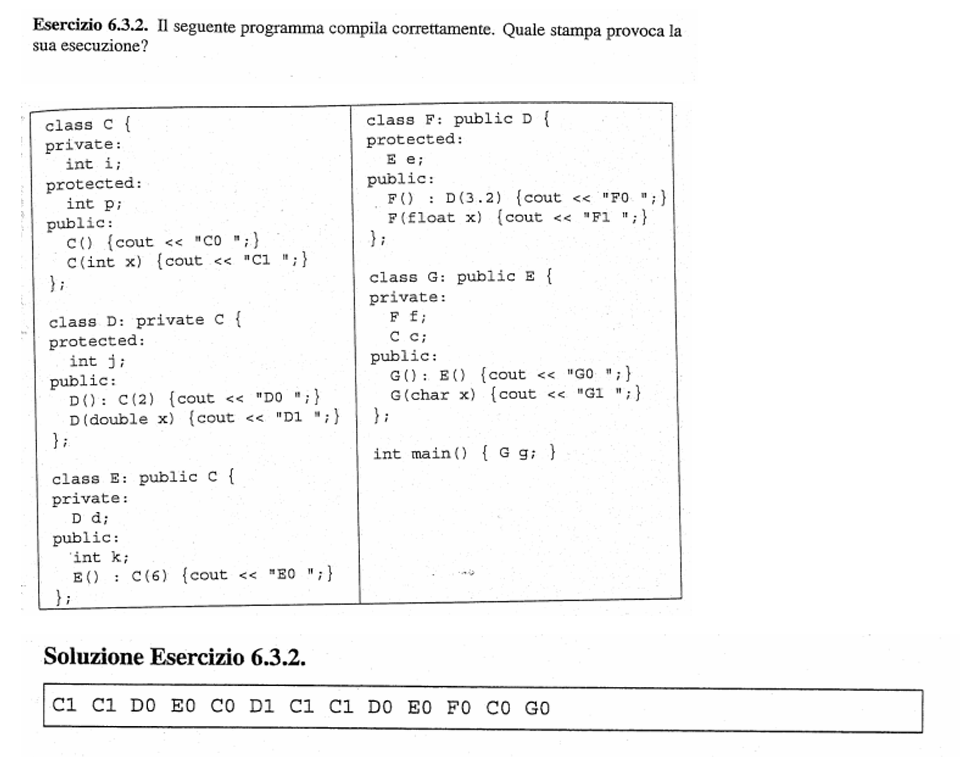 Esercizio 6.3.2. Il seguente programma compila correttamente. Quale stampa provoca la
sua esecuzione?
class C {
private:
int i;
protected:
int p;
public:
C() {cout << "C0 ";}
C(int x) {cout << "C1 ";}
};
class D: private C {
protected:
int j;
public:
D(): C(2) {cout << "D0 ";}
D(double x) {cout << "D1 ";}
};
class E: public C {
private:
D d;
public:
int k;
E() : C(6) {cout << "E0 ";}
};
class F: public D {
protected:
E e;
public:
F() : D(3.2) {cout << "F0 ";}
F(float x) {cout << "F1 ";}
};
class G: public E {
private:
F f;
C c;
public:
G(): E() {cout << "G0 ";}
G(char x) {cout << "G1 ";}
};
int main() { G g; }
Soluzione Esercizio 6.3.2.
C1 C1 D0 E0 C0 D1 C1 C1 D0 E0 F0 C0 G0